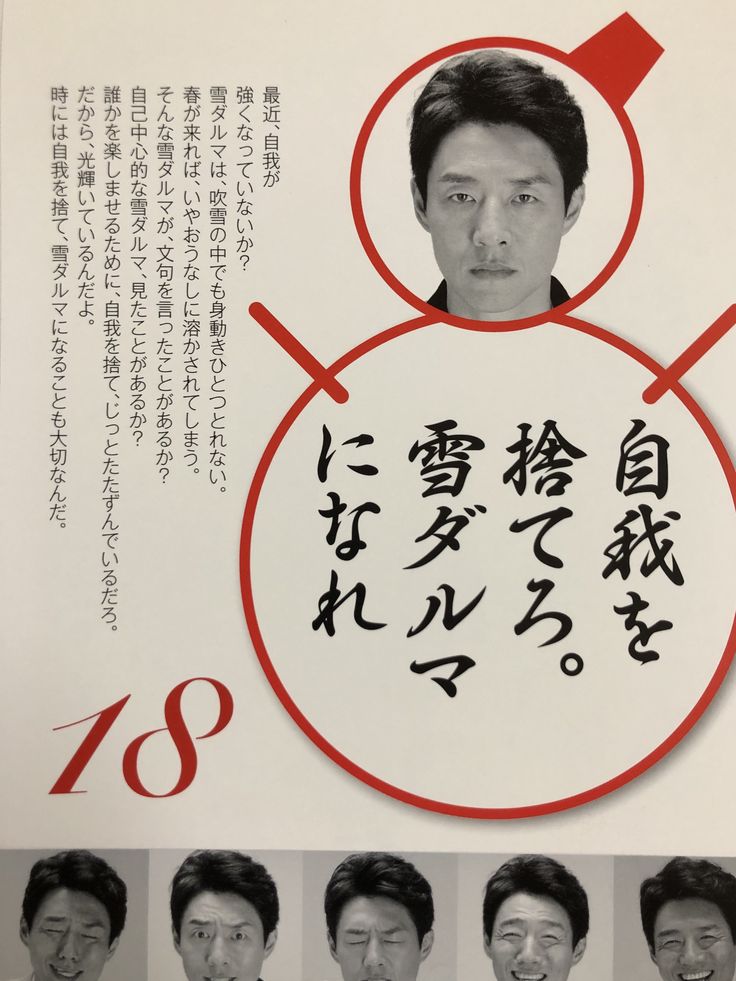 自我を
捨てろ。
雪ダルマ
になれ
最近、自我が
強くなっていないか?
雪ダルマは、吹雪の中でも身動きひとつとれない。
春が来れば、いやおうなしに溶かされてしまう。
そんな雪ダルマが、文句を言ったことがあるか?
自己中心的な雪ダルマ、見たことがあるか?
誰かを楽しませるために、自我を捨て、じっとたたずんでいるだろ。
だから、光輝いているんだよ。
時には自我を捨て、雪ダルマになることも大切なんだ。
18